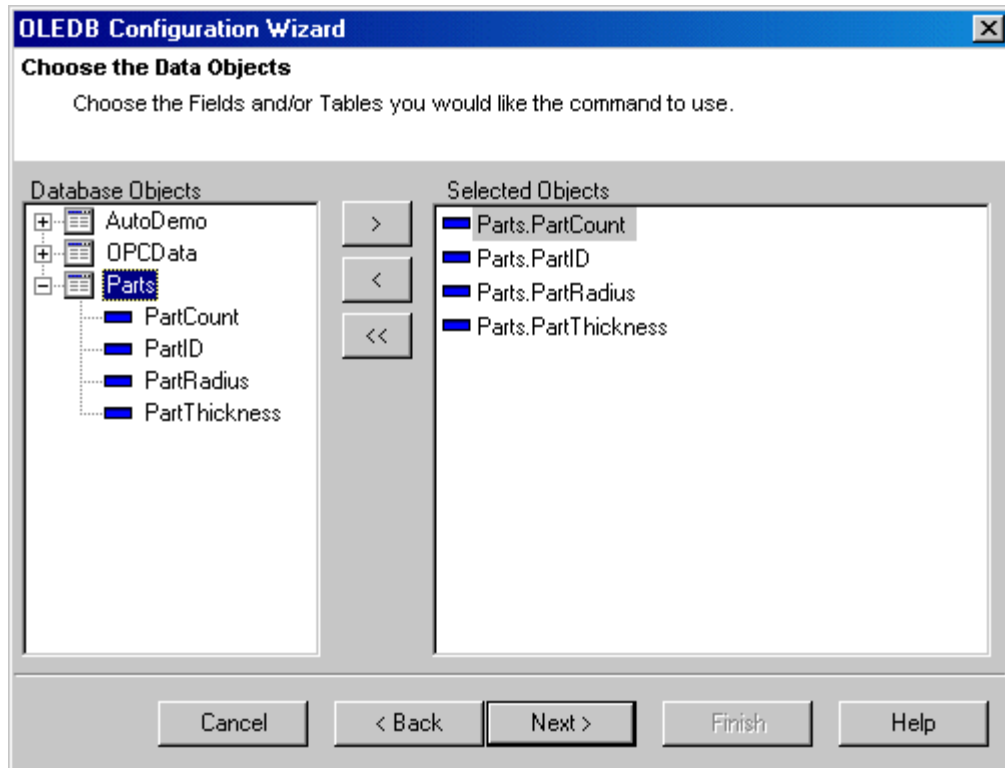 OLEDB Configuration Wizard
Choose the Data Objects
Choose the Fields and/or Tables you would like the command to use.
Database Objects
AutoDemo
OPCData
Parts
PartCount
PartID
PartRadius
PartThickness
>
<
<<
Selected Objects
Parts.PartCount
Parts.PartID
Parts.PartRadius
Parts.PartThickness
Cancel
< Back
Next >
Finish
Help